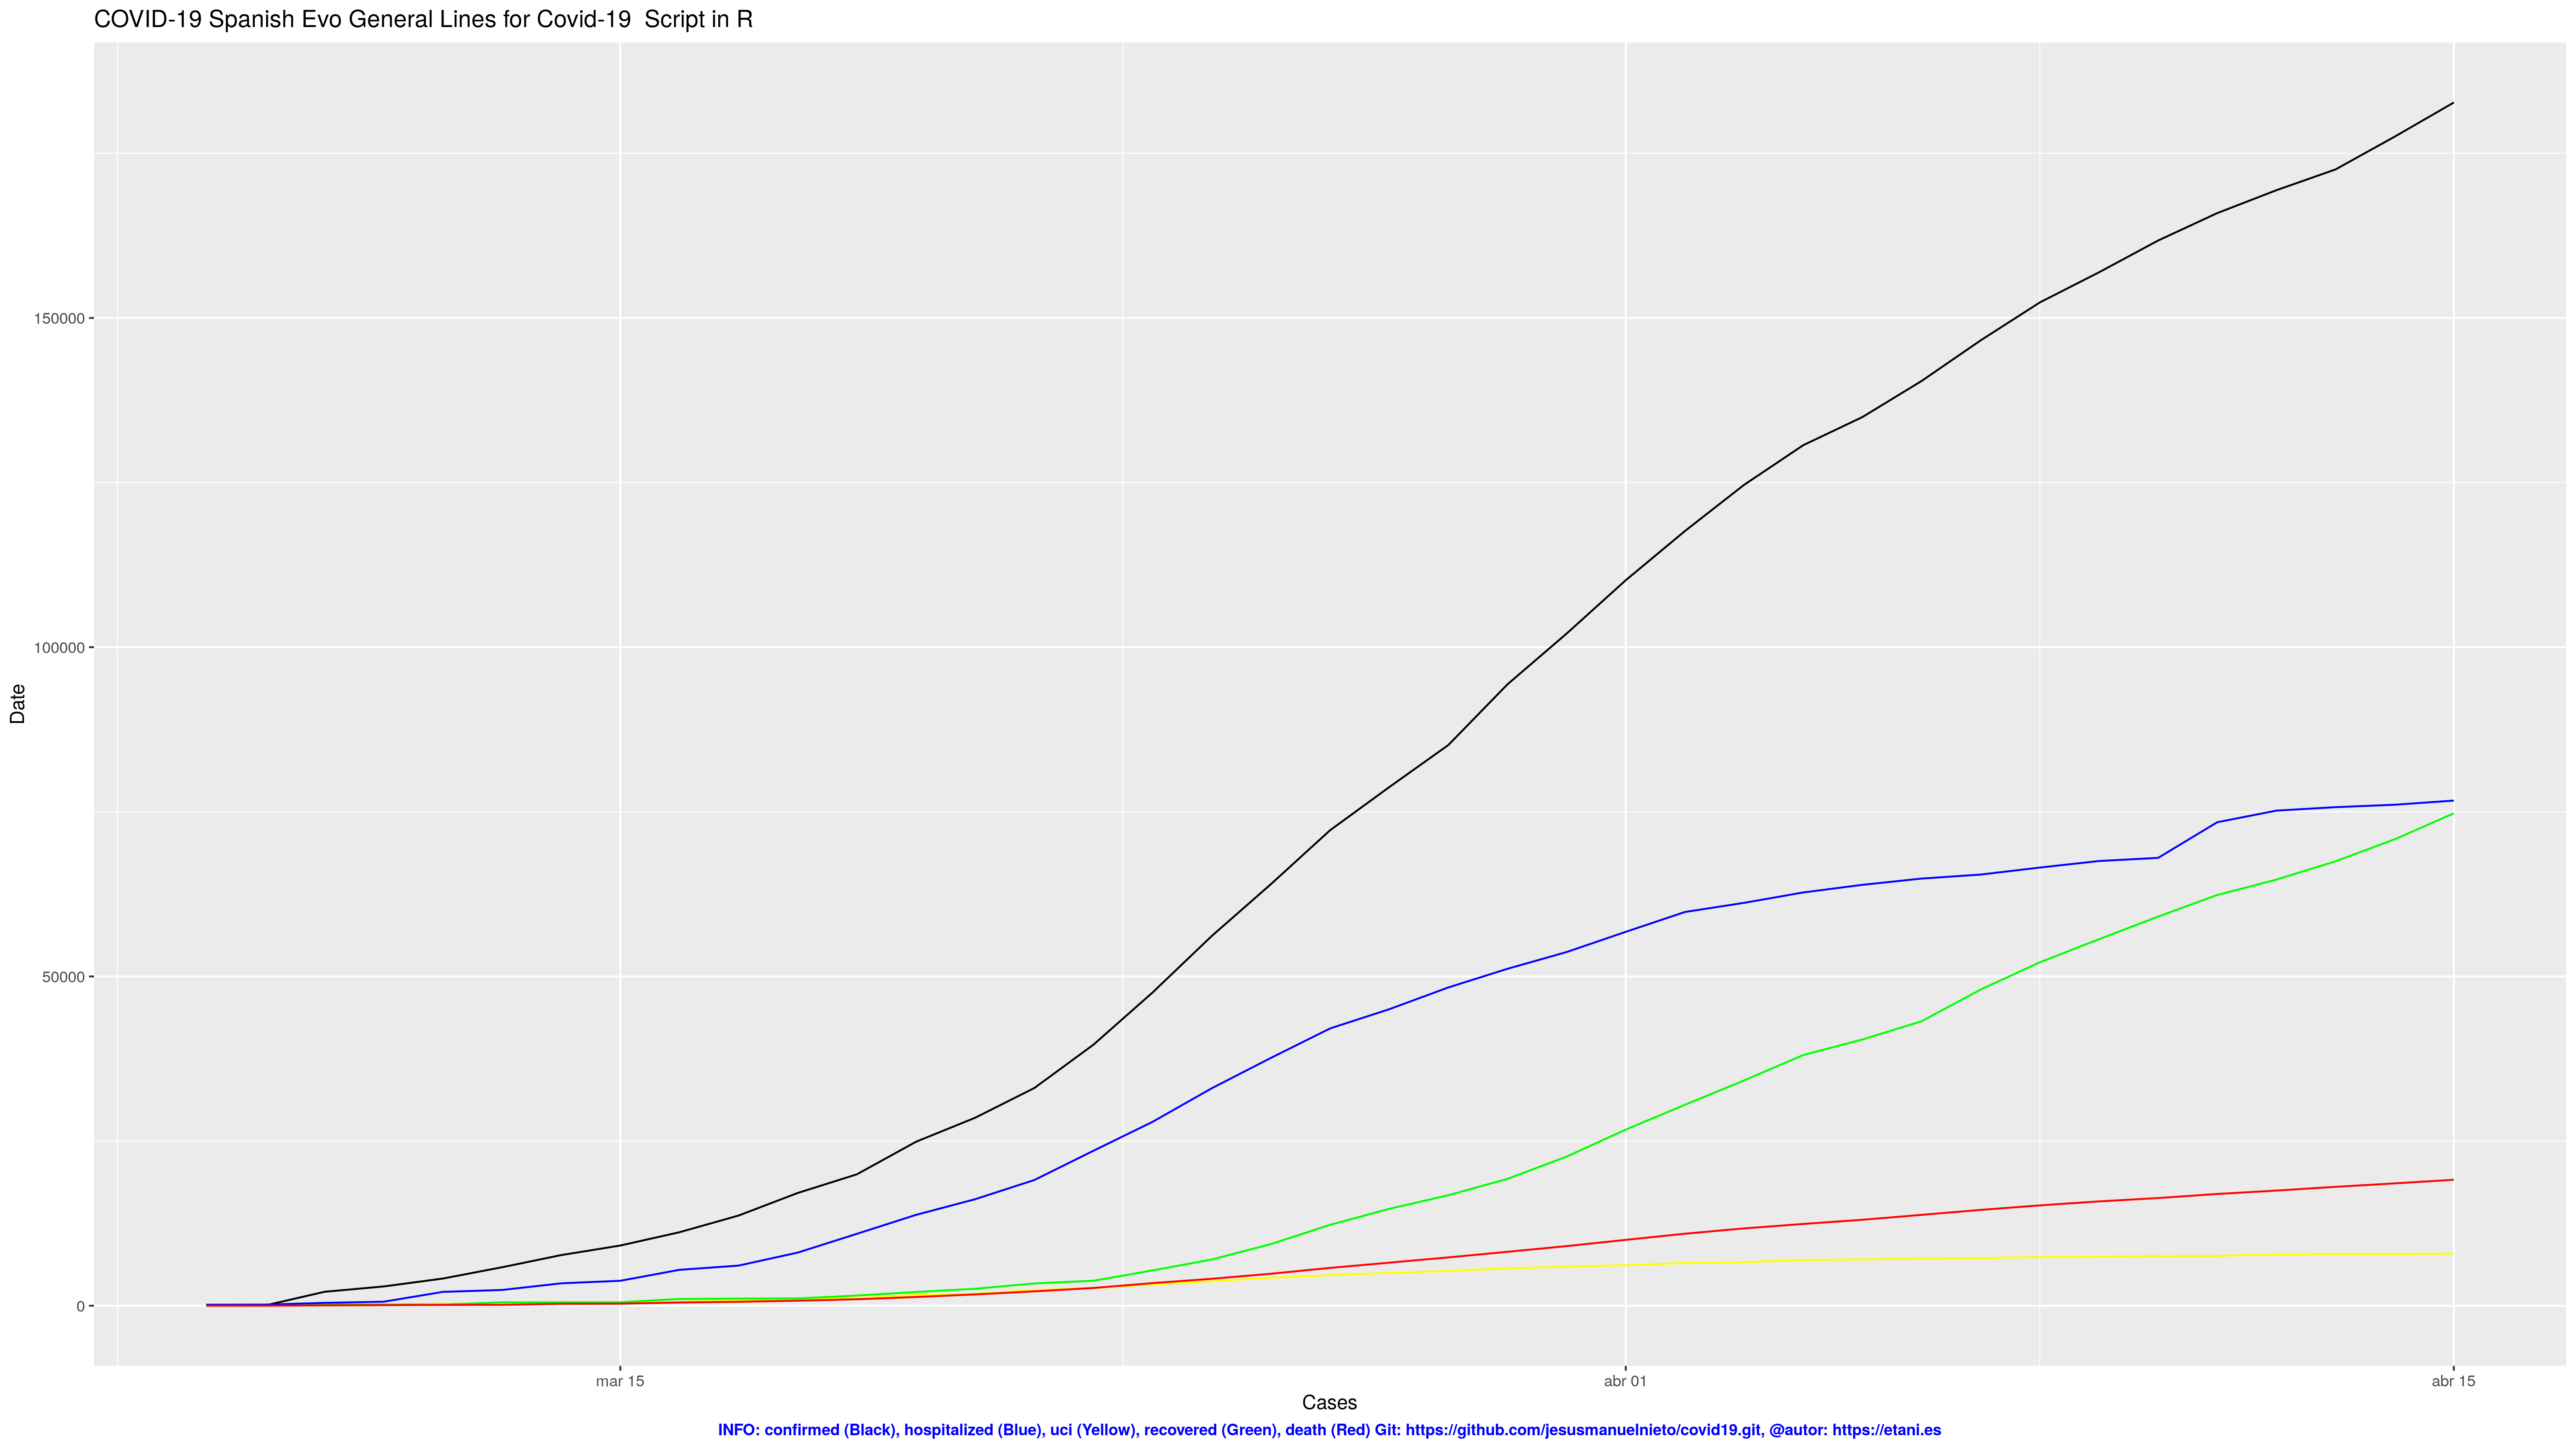 COVID-19 Spanish Evo General Lines for Covid-19  Script in R
150000
100000
50000
0
Date
mar 15
abr 01
abr 15
Cases
INFO: confirmed (Black), hospitalized (Blue), uci (Yellow), recovered (Green), death (Red) Git: https://github.com/jesusmanuelnieto/covid19.git, @autor: https://etani.es